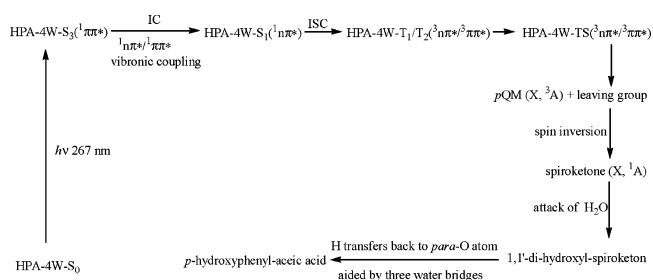 HPA-4W-S3(¹ππ*)
IC
¹nπ*/¹ππ*
vibronic coupling
HPA-4W-S1(¹nπ*)
ISC
HPA-4W-T1/T2(³nπ*/³ππ*)
HPA-4W-TS(³nπ*/³ππ*)
pQM (X, ³A) + leaving group
spin inversion
hν 267 nm
spiroketone (X, ¹A)
attack of H2O
HPA-4W-S0
p-hydroxyphenyl-aceic acid
H transfers back to para-O atom
aided by three water bridges
1,1'-di-hydroxyl-spiroketon